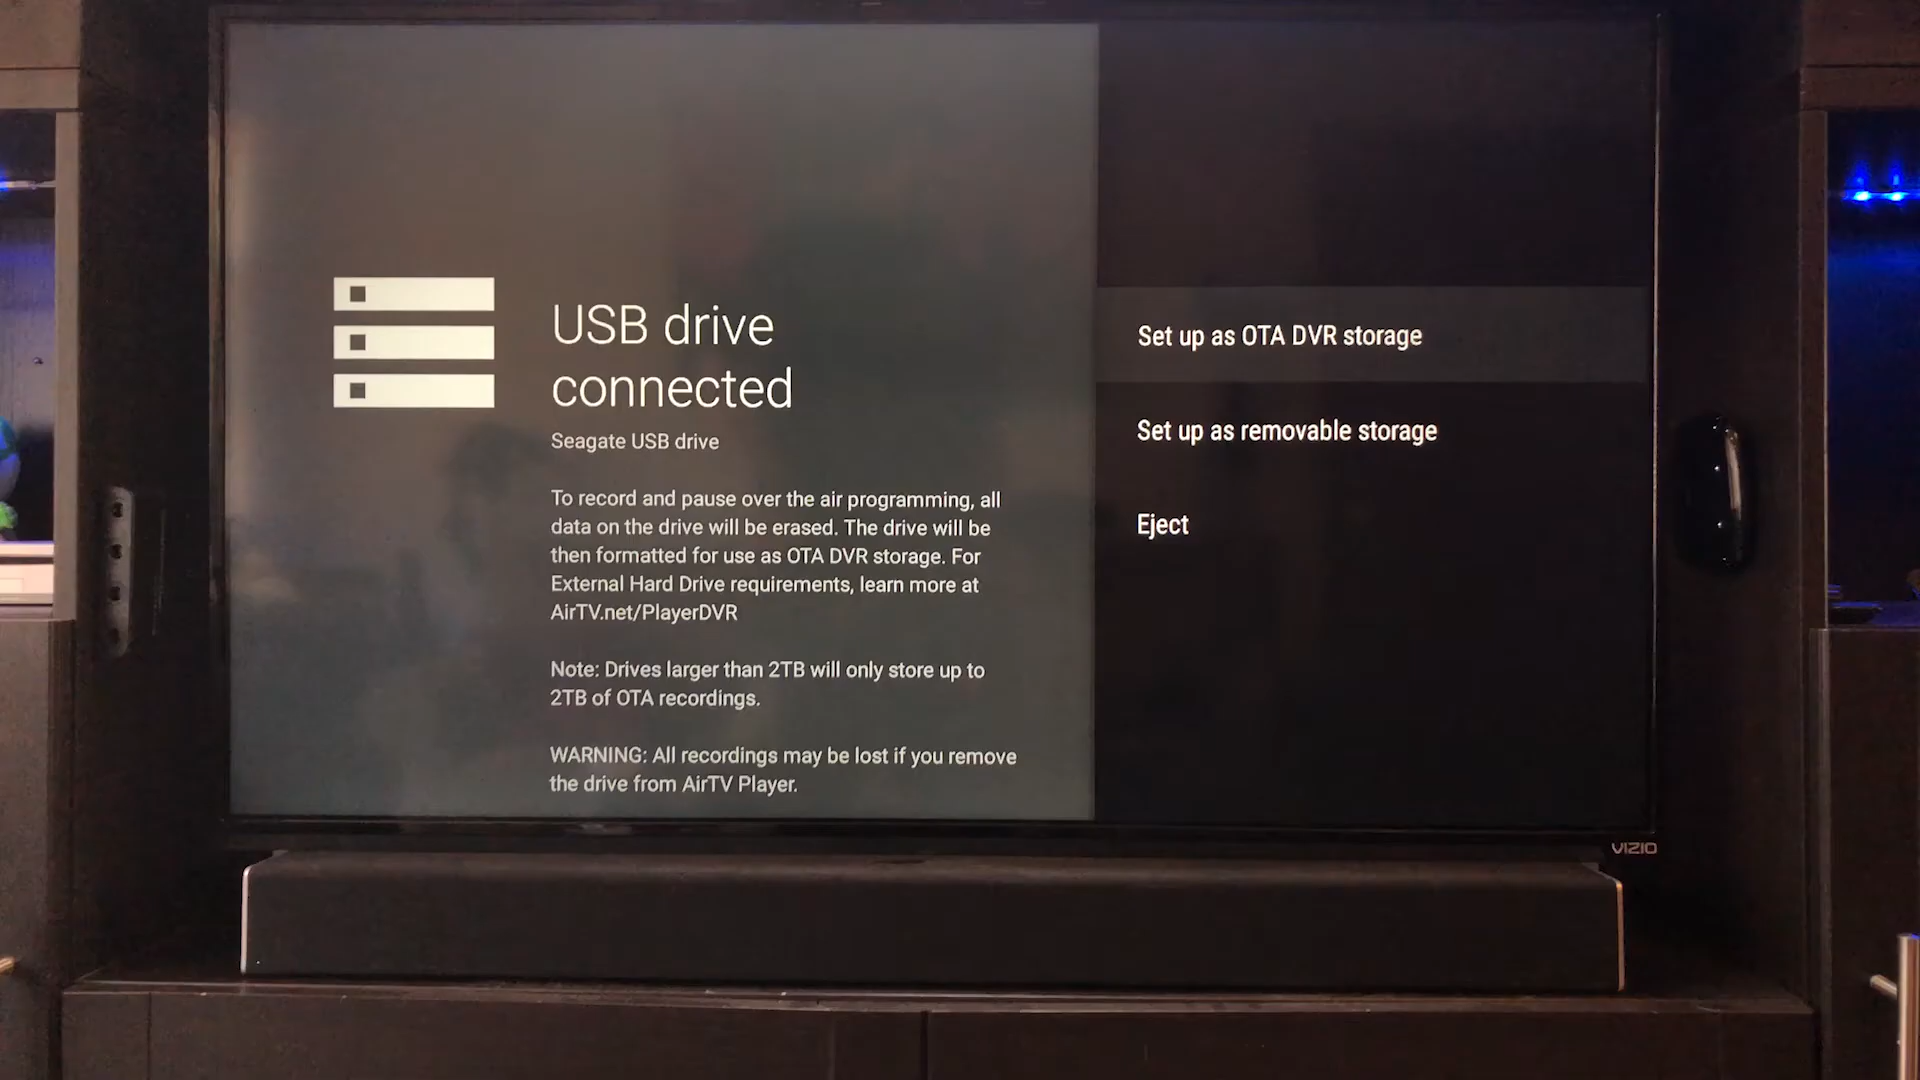 USB drive
connected
Seagate USB drive
To record and pause over the air programming, all
data on the drive will be erased. The drive will be
then formatted for use as OTA DVR storage. For
External Hard Drive requirements, learn more at
AirTV.net/PlayerDVR
Note: Drives larger than 2TB will only store up to
2TB of OTA recordings.
WARNING: All recordings may be lost if you remove
the drive from AirTV Player.
Set up as OTA DVR storage
Set up as removable storage
Eject
VIZIO